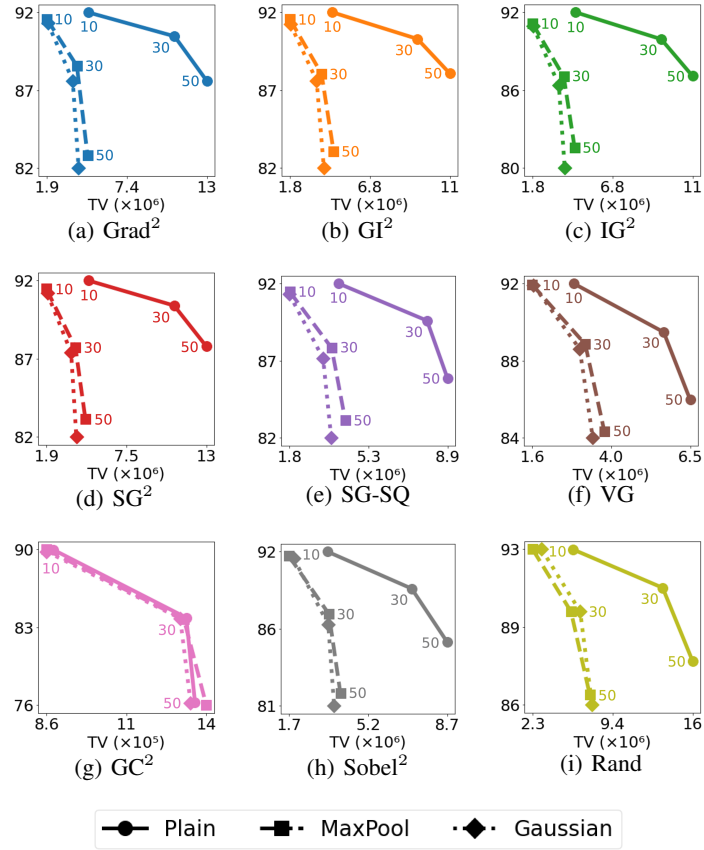 92
87
82
10
10
30
30
50
50
1.9 7.4 13
TV (×10⁶)
(a) Grad²
92
87
82
10
10
30
30
50
50
1.8 6.8 11
TV (×10⁶)
(b) GI²
92
86
80
10
10
30
30
50
50
1.8 6.3 11
TV (×10⁶)
(c) IG²
92
87
82
10
10
30
30
50
50
1.9 7.5 13
TV (×10⁶)
(d) SG²
92
87
82
10
10
30
30
50
50
1.8 5.3 8.9
TV (×10⁶)
(e) SG-SQ
92
88
84
10
10
30
30
50
50
1.6 4.0 6.5
TV (×10⁶)
(f) VG
90
83
76
10
30
50
8.6 11 14
TV (×10⁵)
(g) GC²
92
86
81
10
30
30
50
50
1.7 5.2 8.7
TV (×10⁶)
(h) Sobel²
93
89
86
10
30
30
50
50
2.3 9.4 16
TV (×10⁶)
(i) Rand
Plain MaxPool Gaussian